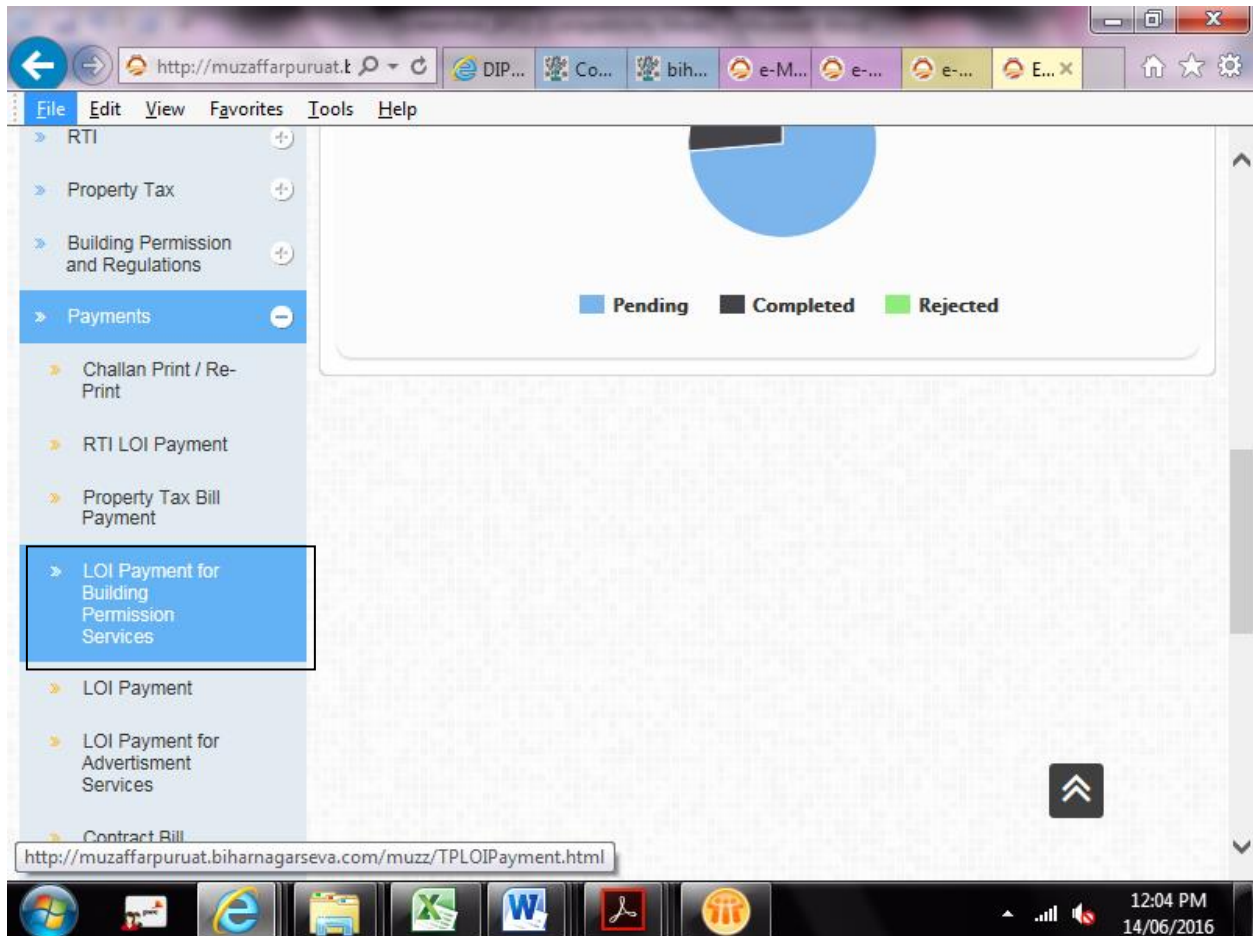 http://muzaffarpuruat.b
DIP...
Co...
bih...
e-M...
e-...
e-...
E...
File Edit View Favorites Tools Help
RTI
Property Tax
Building Permission
and Regulations
Payments
Challan Print / Re-
Print
RTI LOI Payment
Property Tax Bill
Payment
LOI Payment for
Building
Permission
Services
LOI Payment
LOI Payment for
Advertisment
Services
Contract Bill
Pending Completed Rejected
http://muzaffarpuruat.biharnagarseva.com/muzz/TPLOIPayment.html
12:04 PM
14/06/2016